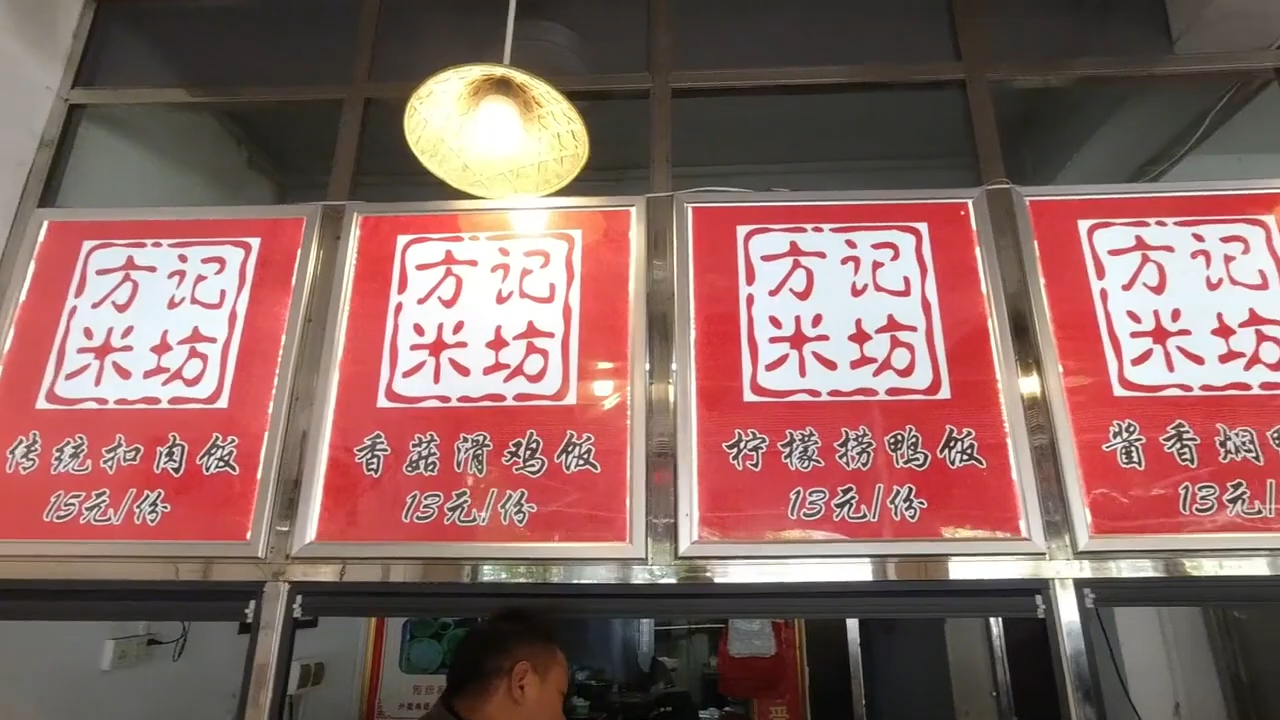 方记
米坊
传统扣肉饭
15元/份
方记
米坊
香菇滑鸡饭
13元/份
方记
米坊
柠檬捞鸭饭
13元/份
方记
米坊
酱香焖
13元/